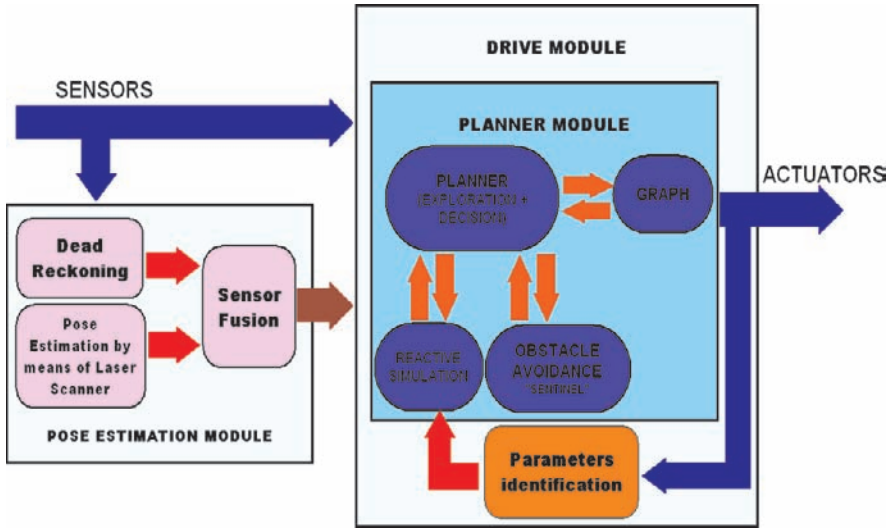 DRIVE MODULE
SENSORS
PLANNER MODULE
PLANNER
(EXPLORATION +
DECISION)
GRAPH
ACTUATORS
Dead
Reckoning
Sensor
Fusion
Pose
Estimation by
means of Laser
Scanner
REACTIVE
SIMULATION
OBSTACLE
AVOIDANCE
SENTINEL
POSE ESTIMATION MODULE
Parameters
identification